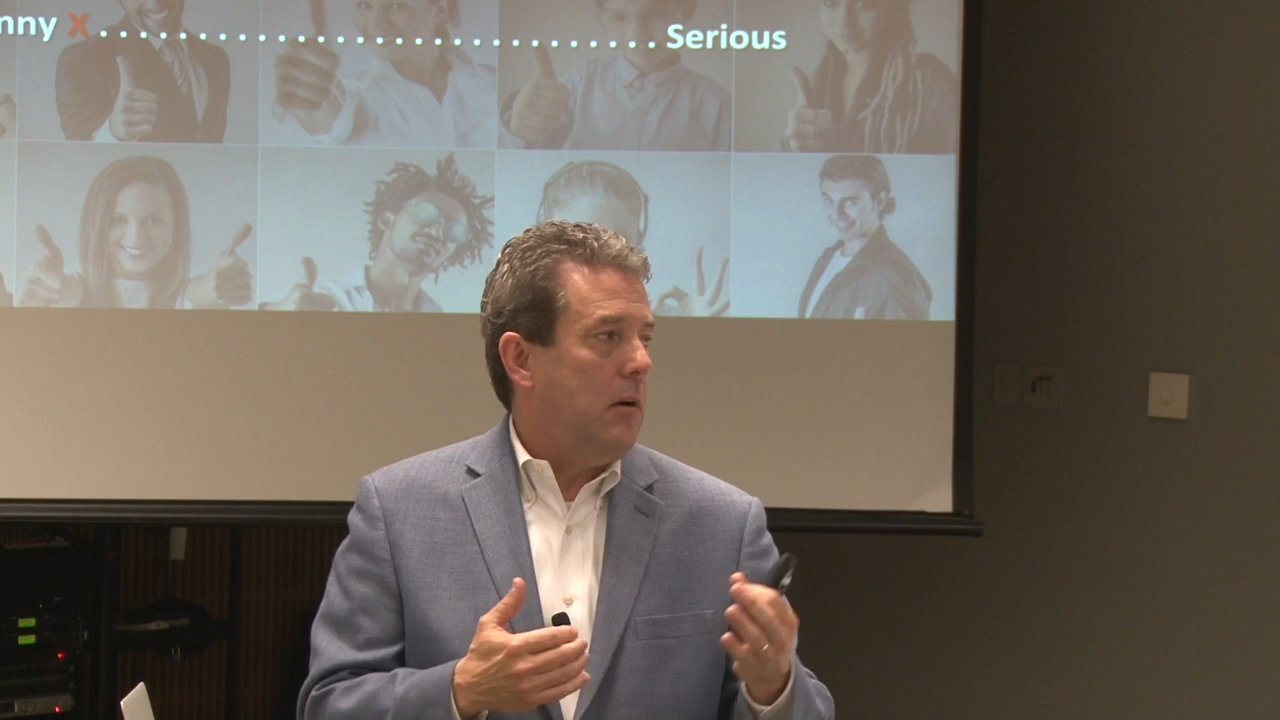 nny X . . . . . . . . . . . . . . . . . . . . . . . . . . . . . . . . Serious